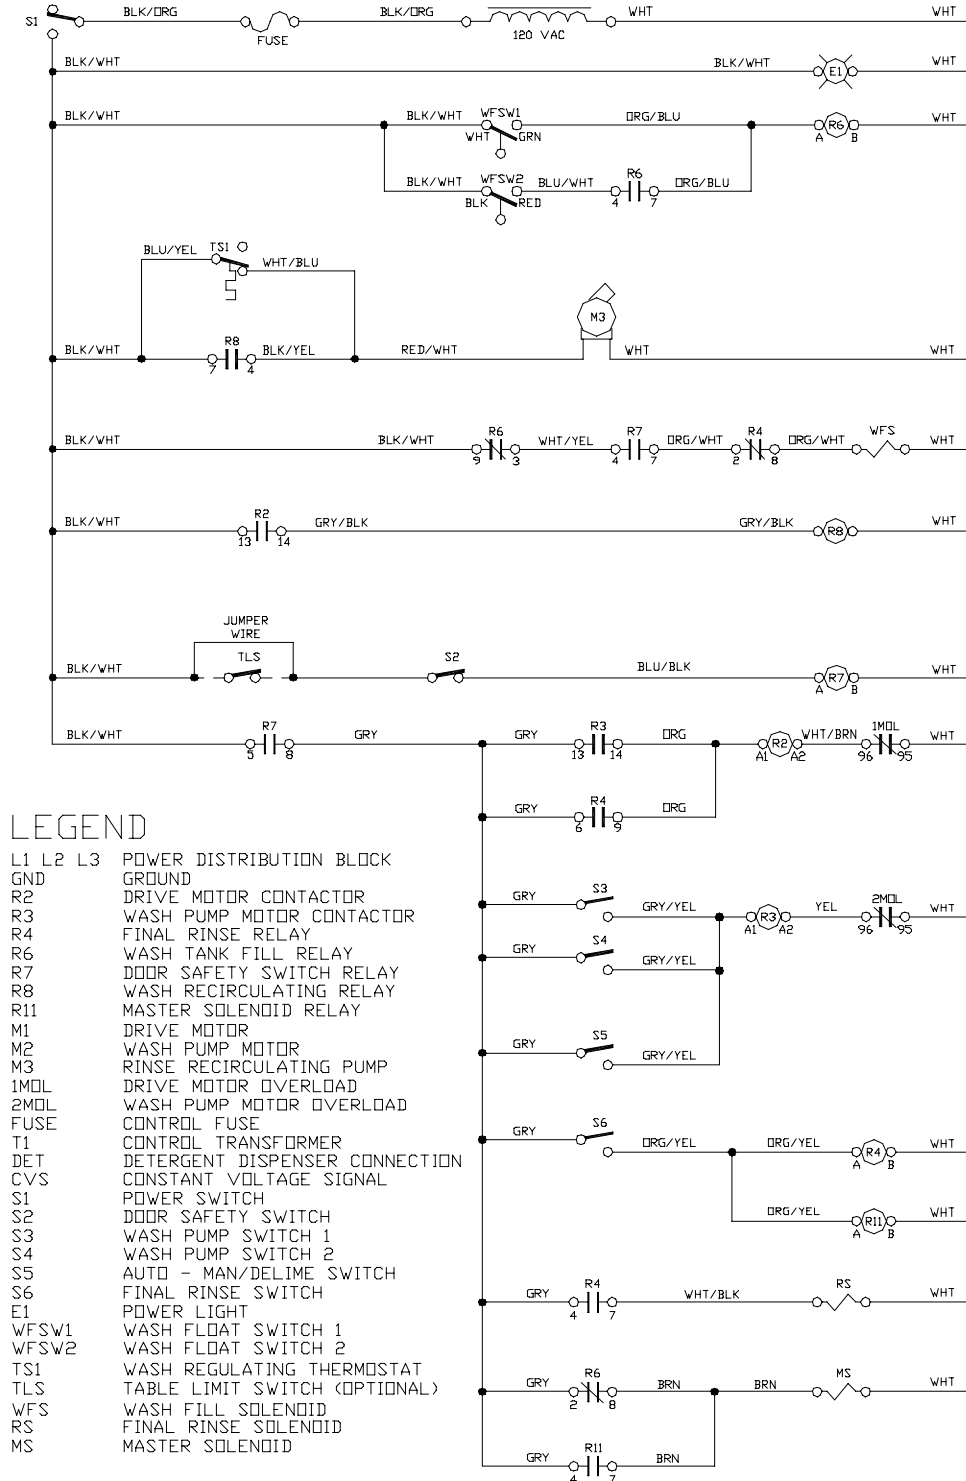 S1 BLK/ORG FUSE BLK/ORG 120 VAC WHT WHT
BLK/WHT BLK/WHT E1 WHT
BLK/WHT BLK/WHT WFSW1 WHT GRN ORG/BLU R6 A B WHT
BLK/WHT WFSW2 BLK RED BLU/WHT R6 4 7 ORG/BLU
BLU/YEL TS1 WHT/BLU
M3
BLK/WHT R8 7 4 BLK/YEL RED/WHT WHT WHT
BLK/WHT BLK/WHT R6 9 3 WHT/YEL R7 4 7 ORG/WHT R4 2 8 ORG/WHT WFS WHT
BLK/WHT R2 13 14 GRY/BLK GRY/BLK R8 WHT
JUMPER
WIRE
BLK/WHT TLS S2 BLU/BLK R7 A B WHT
BLK/WHT R7 5 8 GRY GRY R3 13 14 ORG R2 A1 A2 WHT/BRN 1MOL 96 95 WHT
GRY R4 6 9 ORG
GRY S3 GRY/YEL R3 A1 A2 YEL 2MOL 96 95 WHT
GRY S4 GRY/YEL
GRY S5 GRY/YEL
GRY S6 ORG/YEL ORG/YEL R4 A B WHT
ORG/YEL R11 A B WHT
GRY R4 4 7 WHT/BLK RS WHT
GRY R6 2 8 BRN BRN MS WHT
GRY R11 4 7 BRN
LEGEND
L1 L2 L3 POWER DISTRIBUTION BLOCK
GND GROUND
R2 DRIVE MOTOR CONTACTOR
R3 WASH PUMP MOTOR CONTACTOR
R4 FINAL RINSE RELAY
R6 WASH TANK FILL RELAY
R7 DOOR SAFETY SWITCH RELAY
R8 WASH RECIRCULATING RELAY
R11 MASTER SOLENOID RELAY
M1 DRIVE MOTOR
M2 WASH PUMP MOTOR
M3 RINSE RECIRCULATING PUMP
1MOL DRIVE MOTOR OVERLOAD
2MOL WASH PUMP MOTOR OVERLOAD
FUSE CONTROL FUSE
T1 CONTROL TRANSFORMER
DET DETERGENT DISPENSER CONNECTION
CVS CONSTANT VOLTAGE SIGNAL
S1 POWER SWITCH
S2 DOOR SAFETY SWITCH
S3 WASH PUMP SWITCH 1
S4 WASH PUMP SWITCH 2
S5 AUTO - MAN/DELIME SWITCH
S6 FINAL RINSE SWITCH
E1 POWER LIGHT
WFSW1 WASH FLOAT SWITCH 1
WFSW2 WASH FLOAT SWITCH 2
TS1 WASH REGULATING THERMOSTAT
TLS TABLE LIMIT SWITCH (OPTIONAL)
WFS WASH FILL SOLENOID
RS FINAL RINSE SOLENOID
MS MASTER SOLENOID